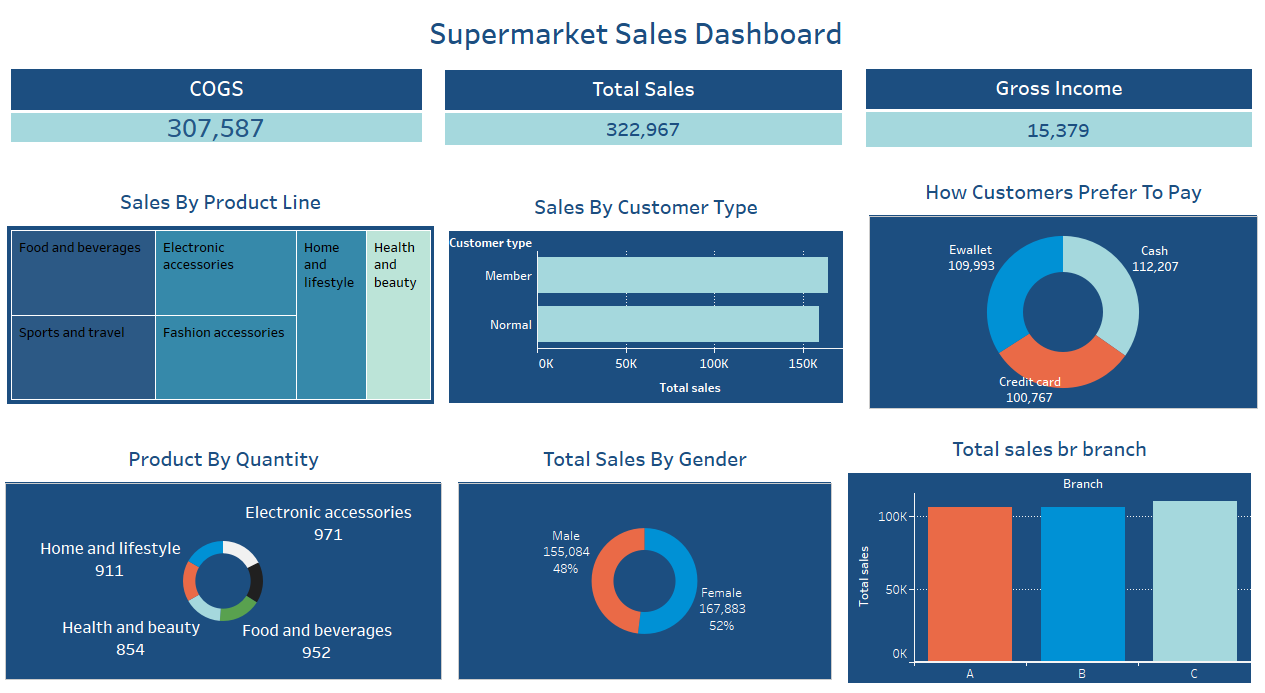 Supermarket Sales Dashboard
COGS
307,587
Total Sales
322,967
Gross Income
15,379
Sales By Product Line
Food and beverages
Electronic
accessories
Home
and
lifestyle
Health
and
beauty
Sports and travel
Fashion accessories
Sales By Customer Type
Customer type
Member
Normal
0K
50K
100K
150K
Total sales
How Customers Prefer To Pay
Ewallet
109,993
Cash
112,207
Credit card
100,767
Product By Quantity
Electronic accessories
971
Home and lifestyle
911
Health and beauty
854
Food and beverages
952
Total Sales By Gender
Male
155,084
48%
Female
167,883
52%
Total sales br branch
Branch
Total sales
100K
50K
0K
A
B
C